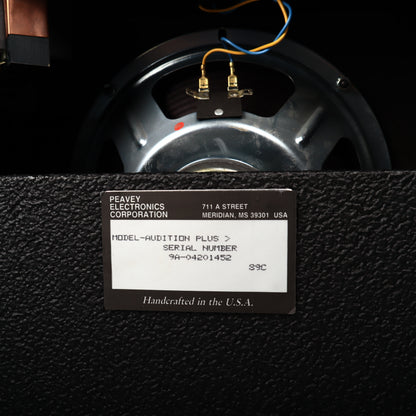 PEAVEY
ELECTRONICS
CORPORATION
711 A STREET
MERIDIAN, MS 39301 USA
MODEL-AUDITION PLUS >
SERIAL NUMBER
9A-04201452
S9C
Handcrafted in the U.S.A.